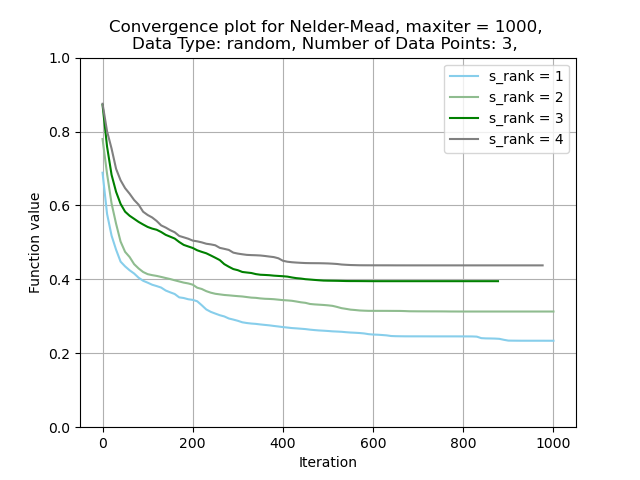 Convergence plot for Nelder-Mead, maxiter = 1000,
Data Type: random, Number of Data Points: 3,
1.0
0.8
0.6
0.4
0.2
0.0
Function value
s_rank = 1
s_rank = 2
s_rank = 3
s_rank = 4
0 200 400 600 800 1000
Iteration